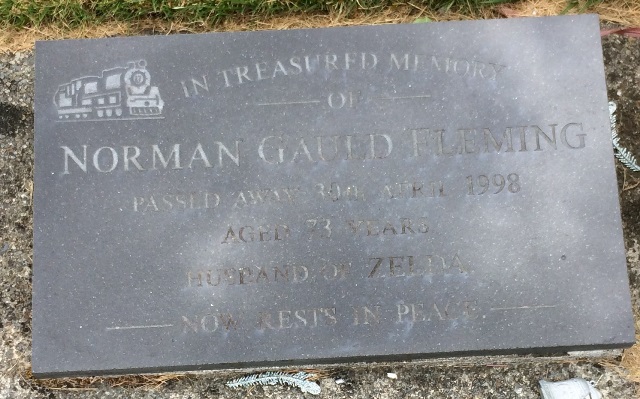 IN TREASURED MEMORY
OF
NORMAN GAULD FLEMING
PASSED AWAY 30TH APRIL 1998
AGED 73 YEARS
HUSBAND OF ZELDA
NOW RESTS IN PEACE